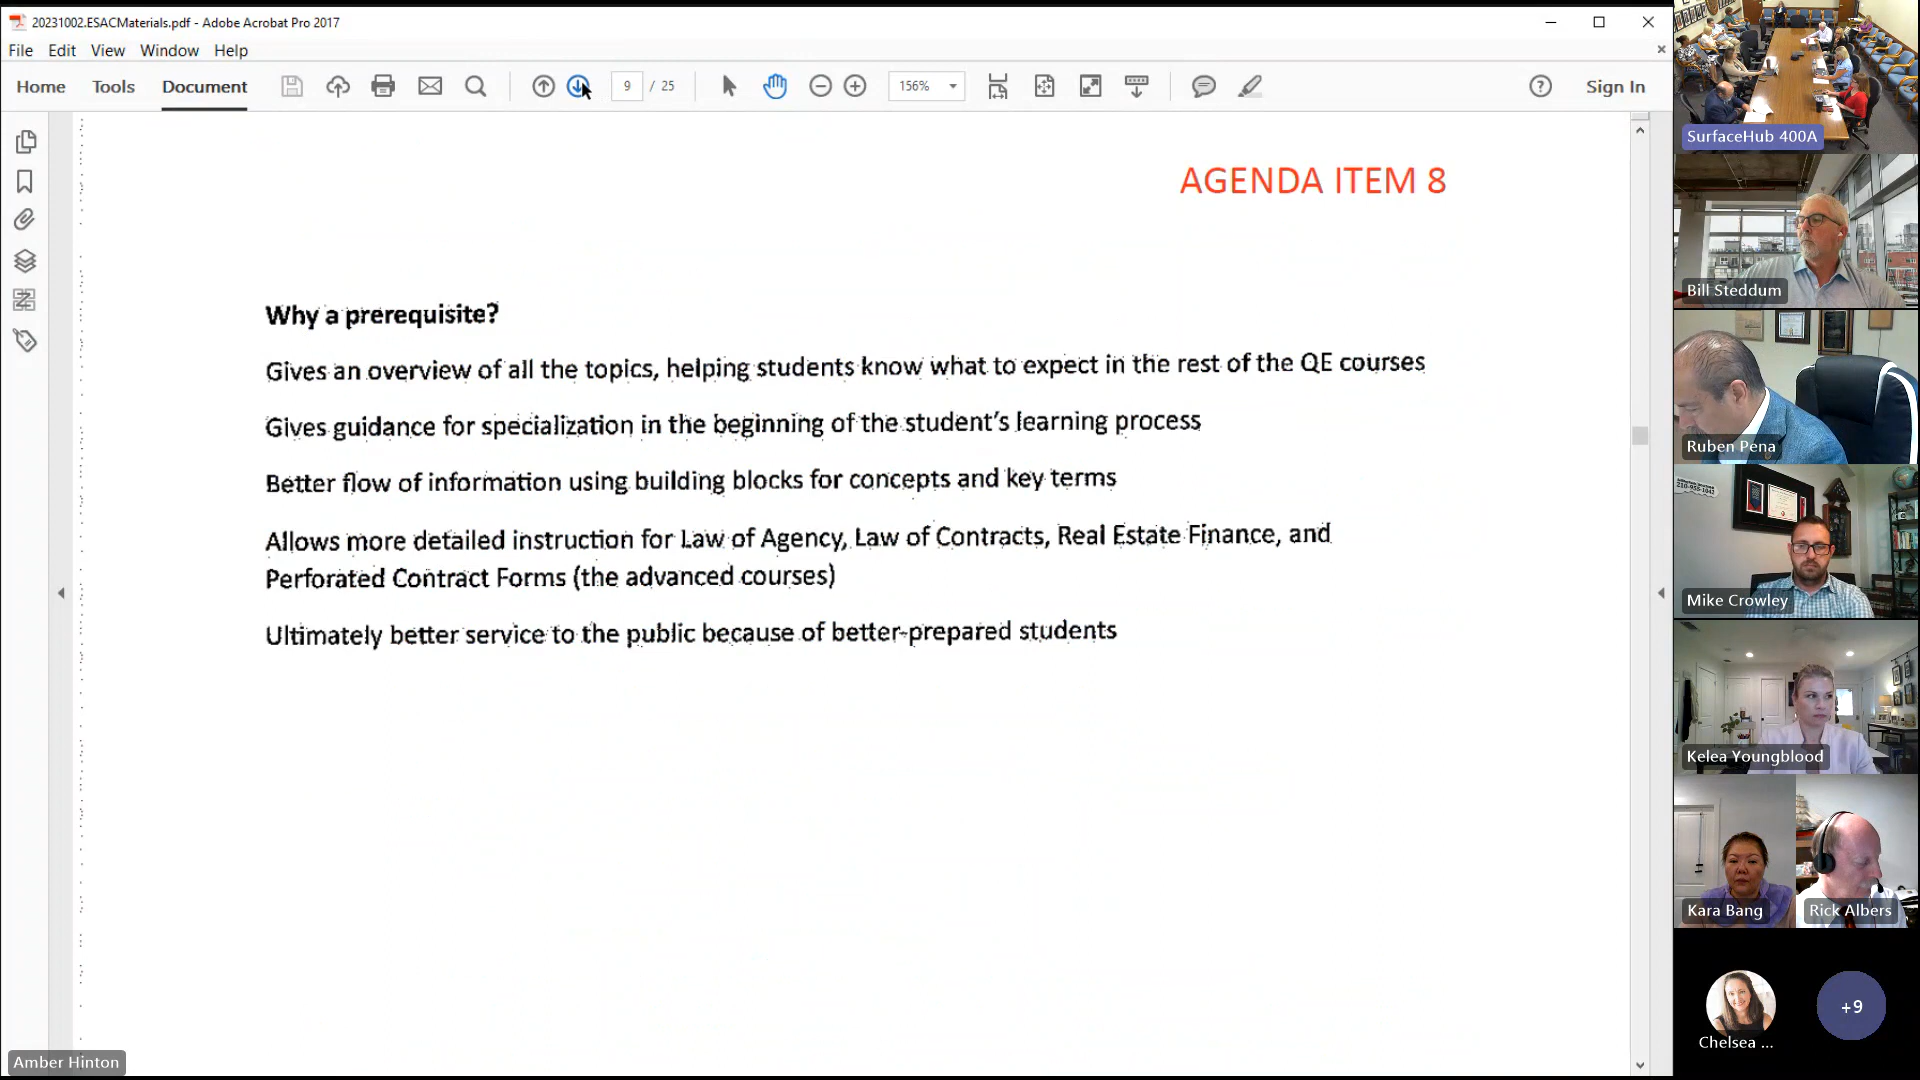 20231002.ESACMaterials.pdf - Adobe Acrobat Pro 2017
File Edit View Window Help
Home Tools Document 9 / 25 156% Sign In
AGENDA ITEM 8
Why a prerequisite?
Gives an overview of all the topics, helping students know what to expect in the rest of the QE courses
Gives guidance for specialization in the beginning of the student's learning process
Better flow of information using building blocks for concepts and key terms
Allows more detailed instruction for Law of Agency, Law of Contracts, Real Estate Finance, and
Perforated Contract Forms (the advanced courses)
Ultimately better service to the public because of better-prepared students
Amber Hinton
SurfaceHub 400A
Bill Steddum
Ruben Pena
Mike Crowley
Kelea Youngblood
Kara Bang
Rick Albers
Chelsea ...
+9